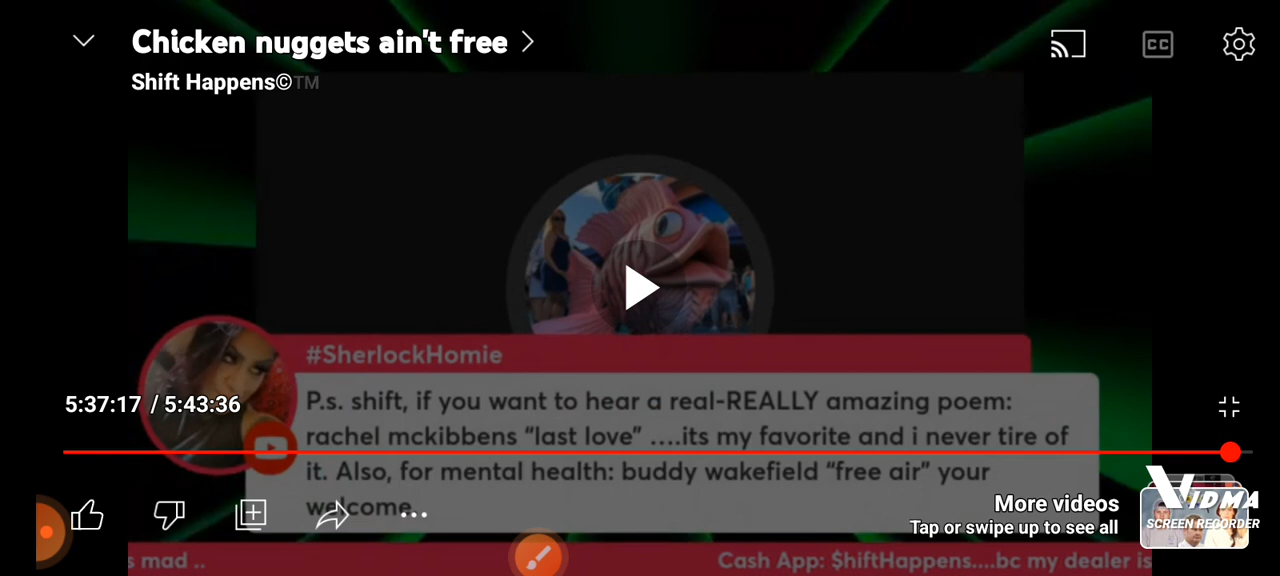 Chicken nuggets ain't free
Shift Happens©TM
CC
#SherlockHomie
5:37:17 / 5:43:36
P.s. shift, if you want to hear a real-REALLY amazing poem:
rachel mckibbens “last love” ....its my favorite and i never tire of
it. Also, for mental health: buddy wakefield “free air” your
welcome.
More videos
Tap or swipe up to see all
VIDMA
SCREEN RECORDER
s mad ..
Cash App: $ShiftHappens....bc my dealer is